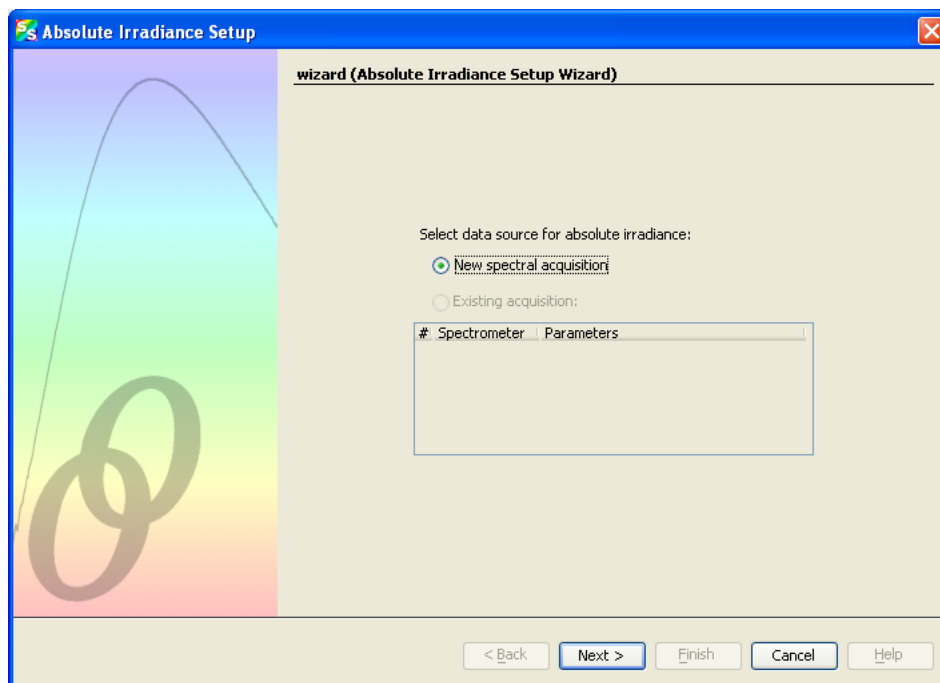 Absolute Irradiance Setup
wizard (Absolute Irradiance Setup Wizard)
Select data source for absolute irradiance:
New spectral acquisition
Existing acquisition:
# Spectrometer Parameters
< Back Next > Finish Cancel Help